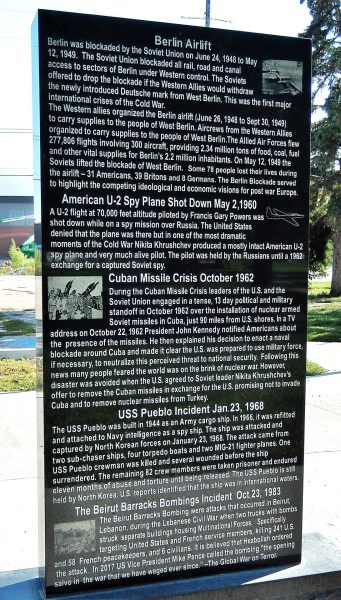 Berlin Airlift
Berlin was blockaded by the Soviet Union on June 24, 1948 to May
12, 1949. The Soviet Union blockaded all rail, road and canal
access to sectors of Berlin under Western control. The Soviets
offered to drop the blockade if the Western Allies would withdraw
the newly introduced Deutsche mark from West Berlin. This was the first major
international crises of the Cold War.
The Western allies organized the Berlin airlift (June 26, 1948 to Sept 30, 1949)
to carry supplies to the people of West Berlin. Aircrews from the Western Allies
organized to carry supplies to the people of West Berlin. The Allied Air Forces flew
277,806 flights involving 300 aircraft, providing 2.34 million tons of food, coal, fuel
and other vital supplies for Berlin's 2.2 million inhabitants. On May 12, 1949 the
Soviets lifted the blockade of West Berlin. Some 78 people lost their lives during
the airlift – 31 Americans, 39 Britons and 8 Germans. The Berlin Blockade served
to highlight the competing ideological and economic visions for post war Europe.
American U-2 Spy Plane Shot Down May 2,1960
A U-2 flight at 70,000 feet altitude piloted by Francis Gary Powers was
shot down while on a spy mission over Russia. The United States
denied that the plane was there but in one of the most dramatic
moments of the Cold War Nikita Khrushchev produced a mostly intact American U-2
spy plane and very much alive pilot. The pilot was held by the Russians until a 1962
exchange for a captured Soviet spy.
Cuban Missile Crisis October 1962
During the Cuban Missile Crisis leaders of the U.S. and the
Soviet Union engaged in a tense, 13 day political and military
standoff in October 1962 over the installation of nuclear armed
Soviet missiles in Cuba, just 90 miles from U.S. shores. In a TV
address on October 22, 1962 President John Kennedy notified Americans about
the presence of the missiles. He then explained his decision to enact a naval
blockade around Cuba and made it clear the U.S. was prepared to use military force,
if necessary, to neutralize this perceived threat to national security. Following this
news many people feared the world was on the brink of nuclear war. However,
disaster was avoided when the U.S. agreed to Soviet leader Nikita Khrushchev's
offer to remove the Cuban missiles in exchange for the U.S. promising not to invade
Cuba and to remove nuclear missiles from Turkey.
USS Pueblo Incident Jan 23, 1968
The USS Pueblo was built in 1944 as an Army cargo ship. In 1966, it was refitted
and attached to Navy intelligence as a spy ship. The ship was attacked and
captured by North Korean forces on January 23, 1968. The attack came from
two sub-chaser ships, four torpedo boats and two MIG-21 fighter planes. One
USS Pueblo crewman was killed and several wounded before the ship
surrendered. The remaining 82 crew members were taken prisoner and endured
eleven months of abuse and torture until being released. The USS Pueblo is still
held by North Korea. U.S. reports identified that the ship was in international waters.
The Beirut Barracks Bombings Incident Oct 23, 1983
The Beirut Barracks Bombing were attacks that occurred in Beirut,
Lebanon, during the Lebanese Civil War when two trucks with bombs
struck separate buildings housing Multinational Forces. Specifically
targeting United States and French service members, killing 241 U.S.
and 58 French peacekeepers, and 6 civilians. It is believed that Hezbollah ordered
the attack. In 2017 US Vice President Mike Pence called the bombing "the opening
salvo in the war that we have waged ever since." –The Global War on Terror.